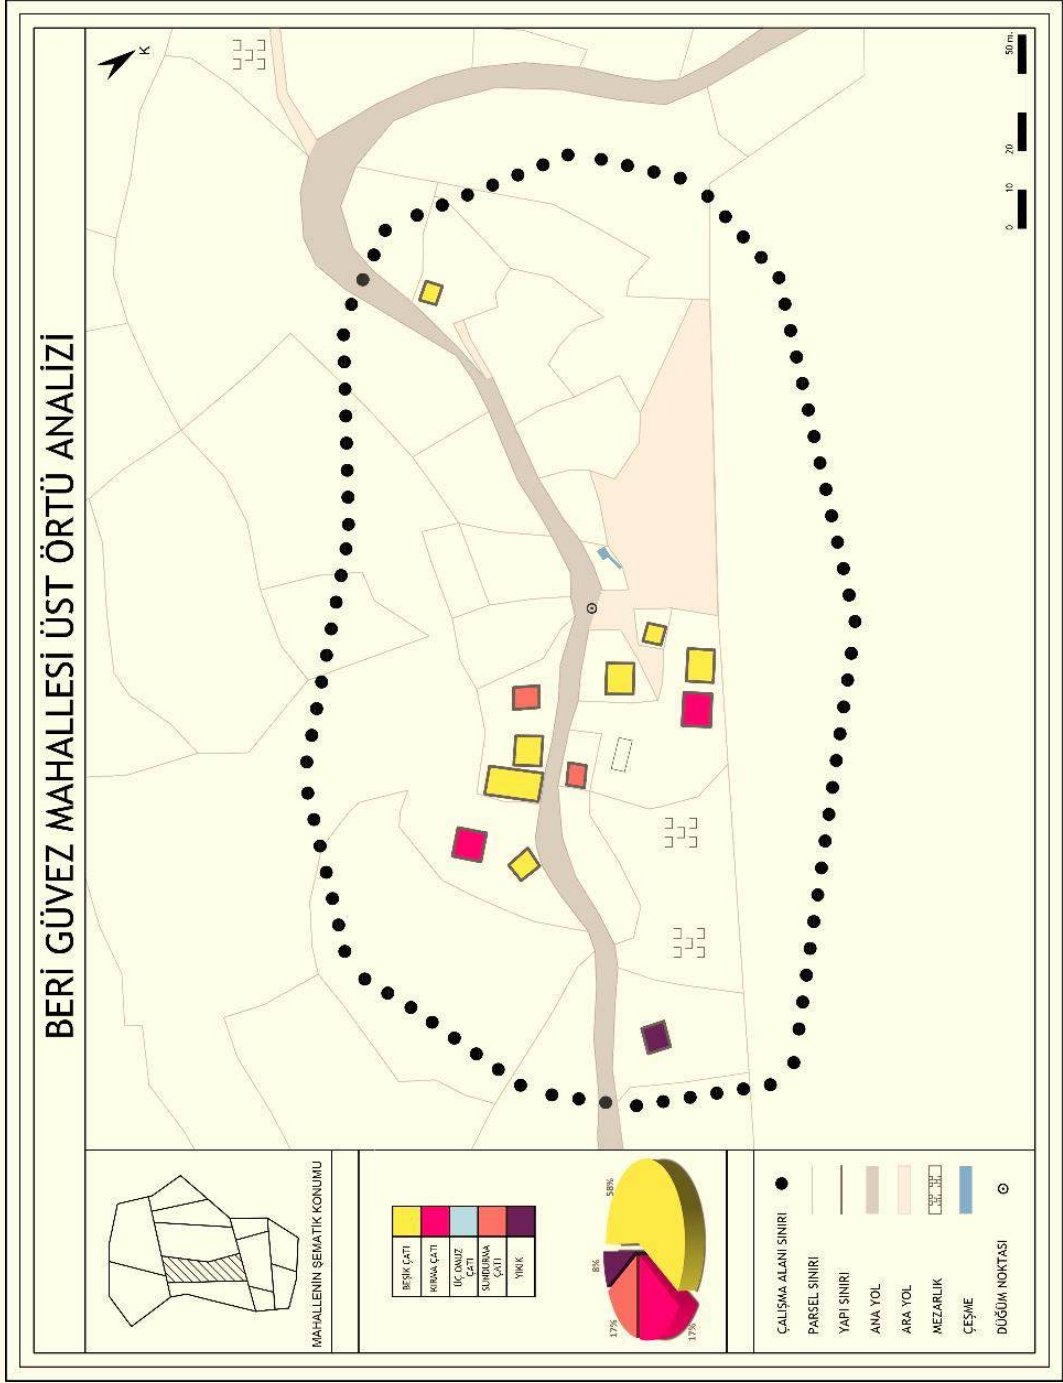 BERİ GÜVEZ MAHALLESİ ÜST ÖRTÜ ANALİZİ
K
MAHALLENİN ŞEMATİK KONUMU
BEŞİK ÇATI
KIRMA ÇATI
ÜÇ OMUZ
ÇATI
SUNDURMA
ÇATI
YIKIK
58%
8%
17%
17%
ÇALIŞMA ALANI SINIRI
PARSEL SINIRI
YAPI SINIRI
ANA YOL
ARA YOL
MEZARLIK
ÇEŞME
DÜĞÜM NOKTASI
0 10 20 50 m.